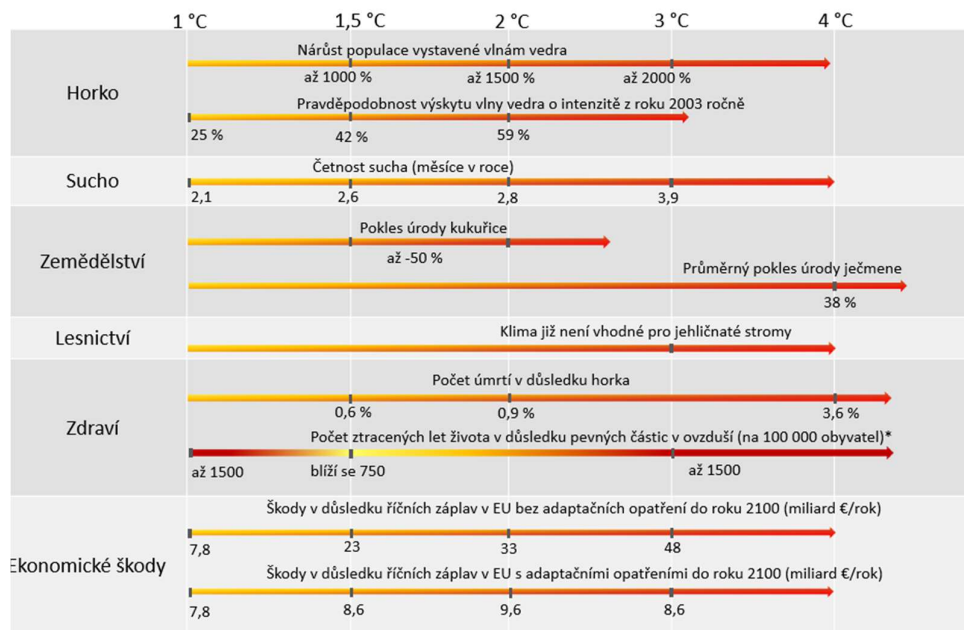 1 °C 1,5 °C 2 °C 3 °C 4 °C
Horko
Nárůst populace vystavené vlnám vedra
až 1000 % až 1500 % až 2000 %
Pravděpodobnost výskytu vlny vedra o intenzitě z roku 2003 ročně
25 % 42 % 59 %
Sucho
Četnost sucha (měsíce v roce)
2,1 2,6 2,8 3,9
Zemědělství
Pokles úrody kukuřice
až -50 %
Průměrný pokles úrody ječmene
38 %
Lesnictví
Klima již není vhodné pro jehličnaté stromy
Zdraví
Počet úmrtí v důsledku horka
0,6 % 0,9 % 3,6 %
Počet ztracených let života v důsledku pevných částic v ovzduší (na 100 000 obyvatel)*
až 1500 blíží se 750 až 1500
Ekonomické škody
Škody v důsledku říčních záplav v EU bez adaptačních opatření do roku 2100 (miliard €/rok)
7,8 23 33 48
Škody v důsledku říčních záplav v EU s adaptačními opatřeními do roku 2100 (miliard €/rok)
7,8 8,6 9,6 8,6